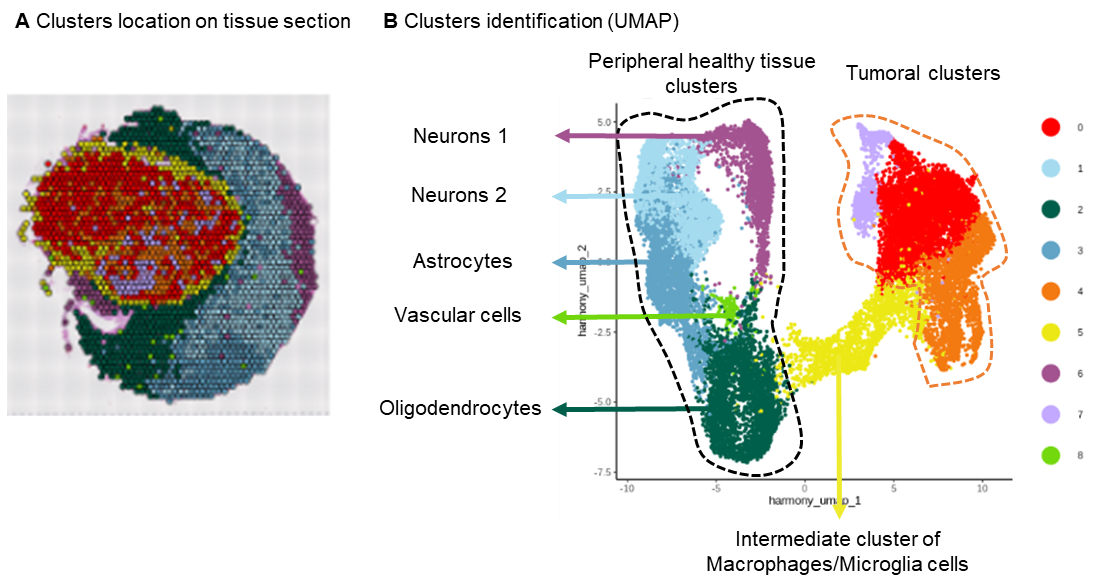 A Clusters location on tissue section
B Clusters identification (UMAP)
Peripheral healthy tissue
clusters
Tumoral clusters
Neurons 1
Neurons 2
Astrocytes
Vascular cells
Oligodendrocytes
harmony_umap_2
5.0
2.5
-2.5
-5.0
-7.5
-10
-5
0
5
10
harmony_umap_1
0
1
2
3
4
5
6
7
8
Intermediate cluster of
Macrophages/Microglia cells